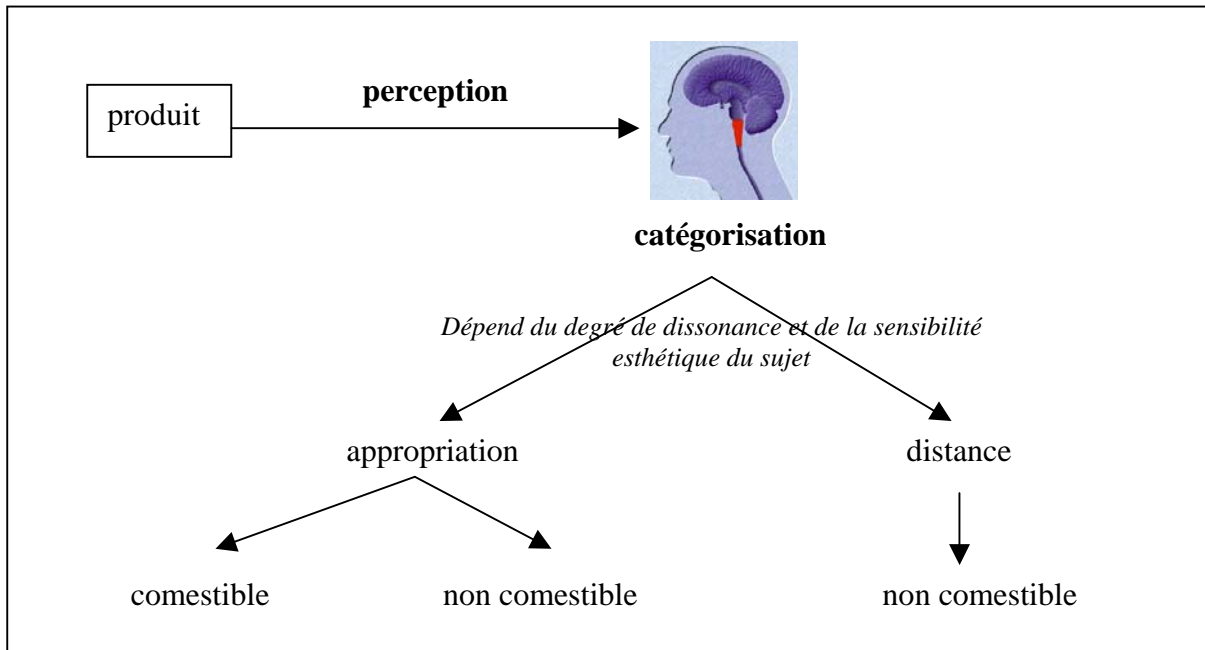 produit
perception
catégorisation
Dépend du degré de dissonance et de la sensibilité
esthétique du sujet
appropriation
distance
comestible
non comestible
non comestible